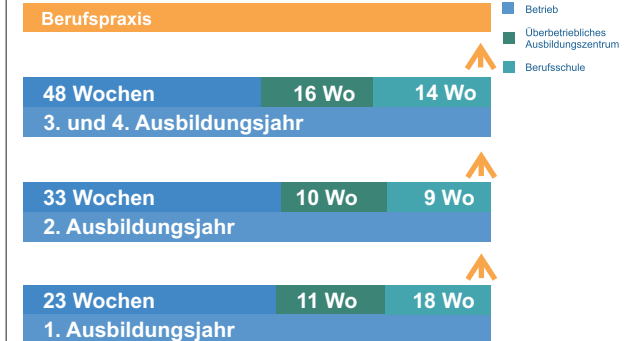 Berufspraxis
Betrieb
Überbetriebliches
Ausbildungszentrum
Berufsschule
48 Wochen 16 Wo 14 Wo
3. und 4. Ausbildungsjahr
33 Wochen 10 Wo 9 Wo
2. Ausbildungsjahr
23 Wochen 11 Wo 18 Wo
1. Ausbildungsjahr